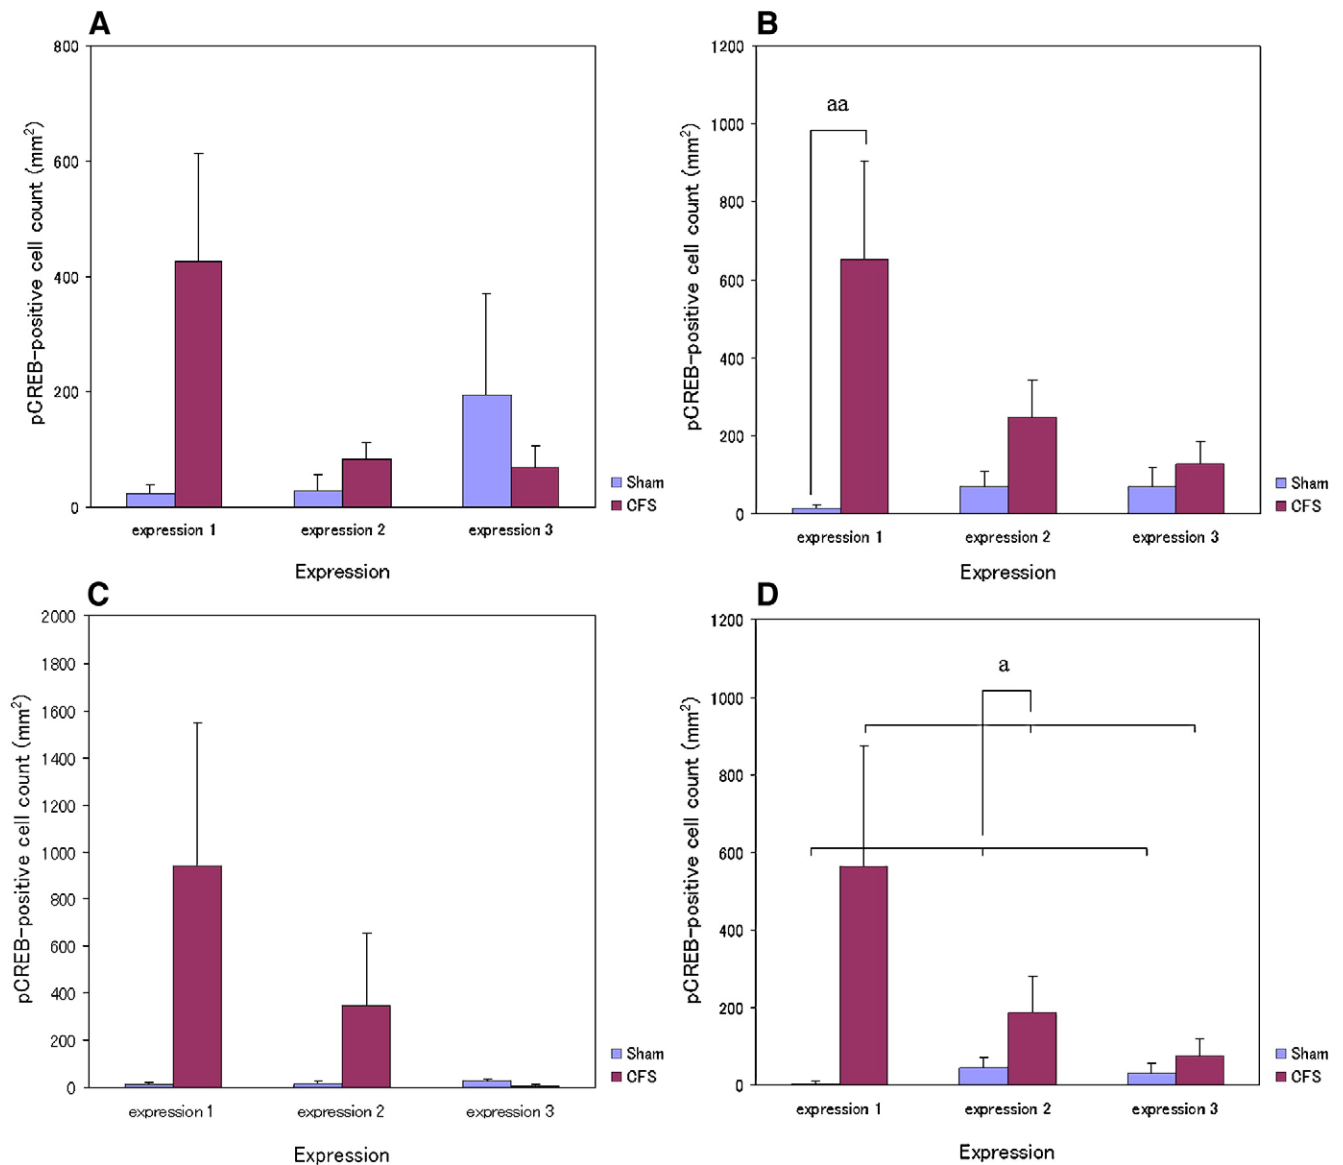 A
800
600
400
200
0
pCREB-positive cell count (mm²)
expression 1 expression 2 expression 3
Expression
Sham
CFS
B
1200
1000
800
600
400
200
0
pCREB-positive cell count (mm²)
aa
expression 1 expression 2 expression 3
Expression
Sham
CFS
C
2000
1800
1600
1400
1200
1000
800
600
400
200
0
pCREB-positive cell count (mm²)
expression 1 expression 2 expression 3
Expression
Sham
CFS
D
1200
1000
800
600
400
200
0
pCREB-positive cell count (mm²)
a
expression 1 expression 2 expression 3
Expression
Sham
CFS